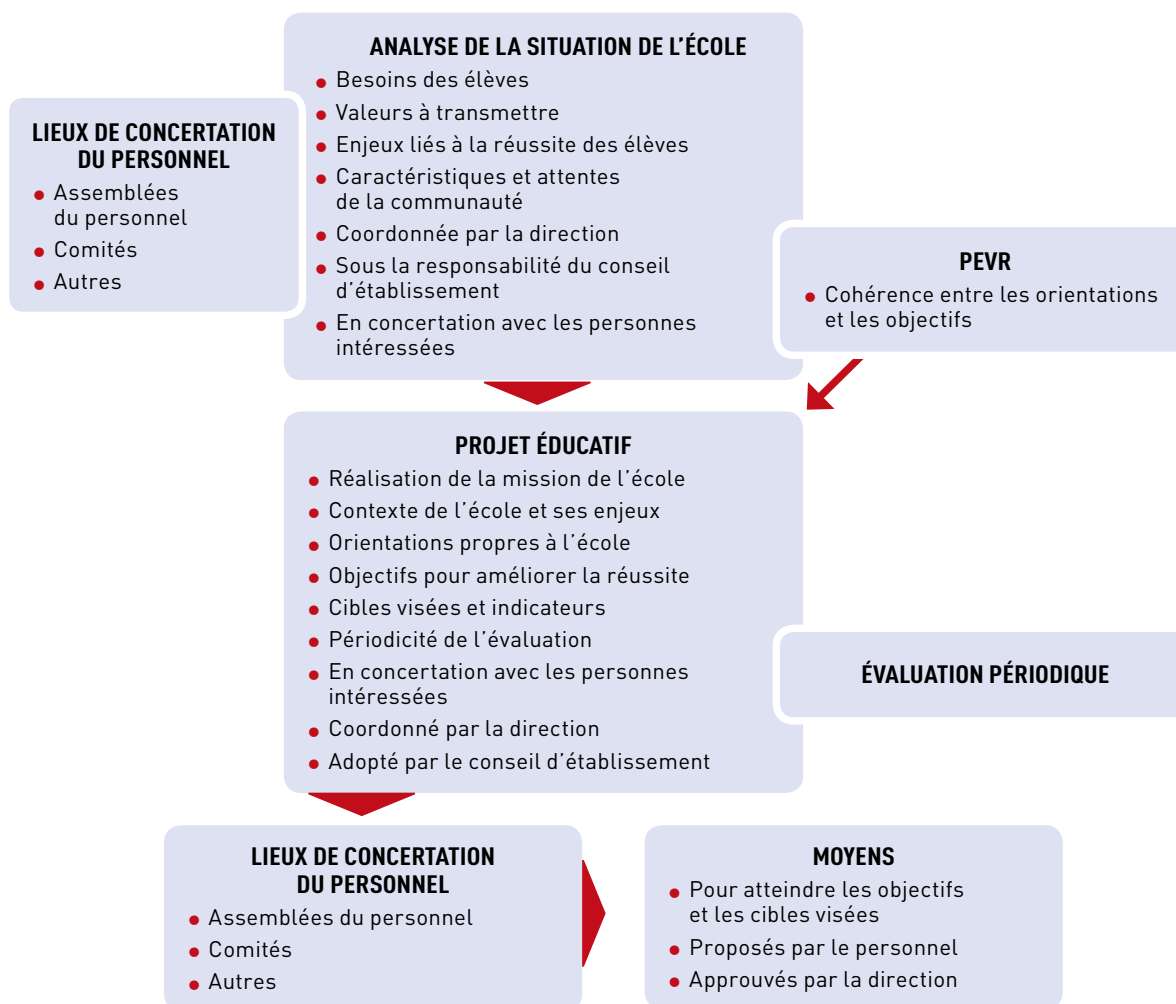 ANALYSE DE LA SITUATION DE L'ÉCOLE
• Besoins des élèves
• Valeurs à transmettre
• Enjeux liés à la réussite des élèves
• Caractéristiques et attentes
de la communauté
• Coordonnée par la direction
• Sous la responsabilité du conseil
d'établissement
• En concertation avec les personnes
intéressées
LIEUX DE CONCERTATION
DU PERSONNEL
• Assemblées
du personnel
• Comités
• Autres
PEVR
• Cohérence entre les orientations
et les objectifs
PROJET ÉDUCATIF
• Réalisation de la mission de l'école
• Contexte de l'école et ses enjeux
• Orientations propres à l'école
• Objectifs pour améliorer la réussite
• Cibles visées et indicateurs
• Périodicité de l'évaluation
• En concertation avec les personnes
intéressées
• Coordonné par la direction
• Adopté par le conseil d'établissement
ÉVALUATION PÉRIODIQUE
LIEUX DE CONCERTATION
DU PERSONNEL
• Assemblées du personnel
• Comités
• Autres
MOYENS
• Pour atteindre les objectifs
et les cibles visées
• Proposés par le personnel
• Approuvés par la direction